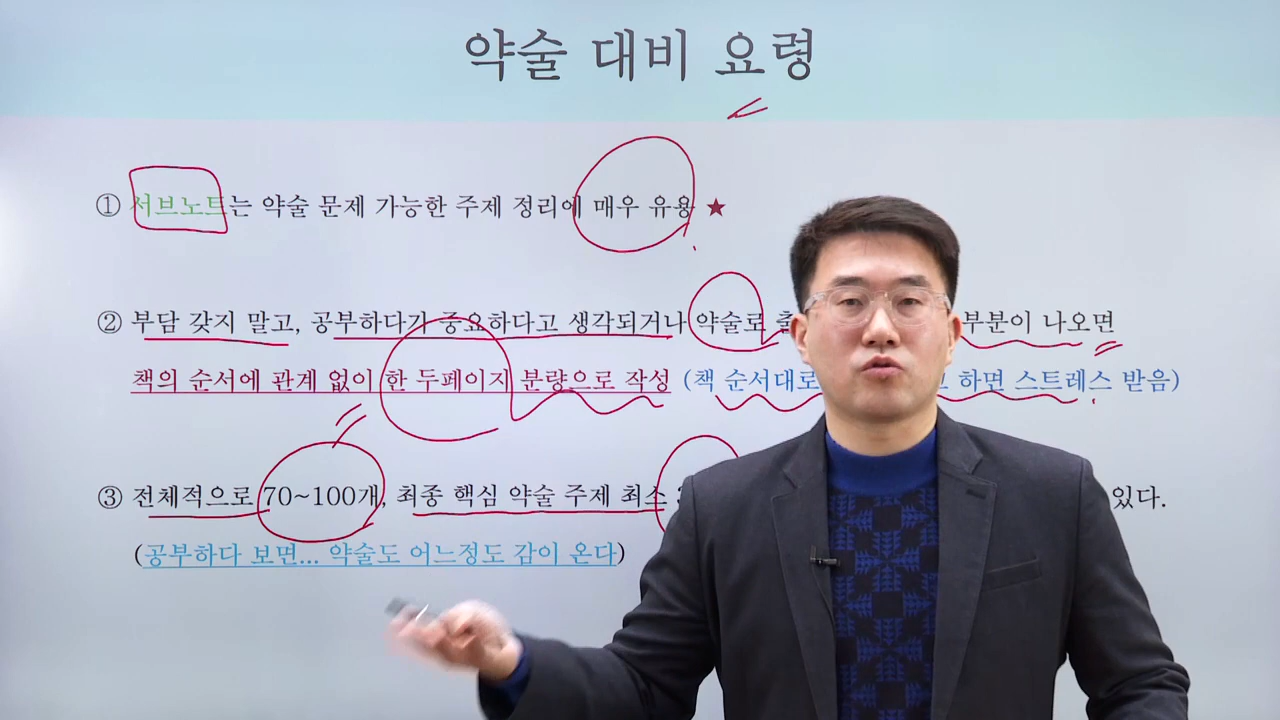 약술 대비 요령
① 서브노트는 약술 문제 가능한 주제 정리에 매우 유용 ★
② 부담 갖지 말고, 공부하다가 중요하다고 생각되거나 약술로 부분이 나오면
책의 순서에 관계 없이 한 두페이지 분량으로 작성 (책 순서대로 하면 스트레스 받음)
③ 전체적으로 70~100개, 최종 핵심 약술 주제 최소 있다.
(공부하다 보면... 약술도 어느정도 감이 온다)